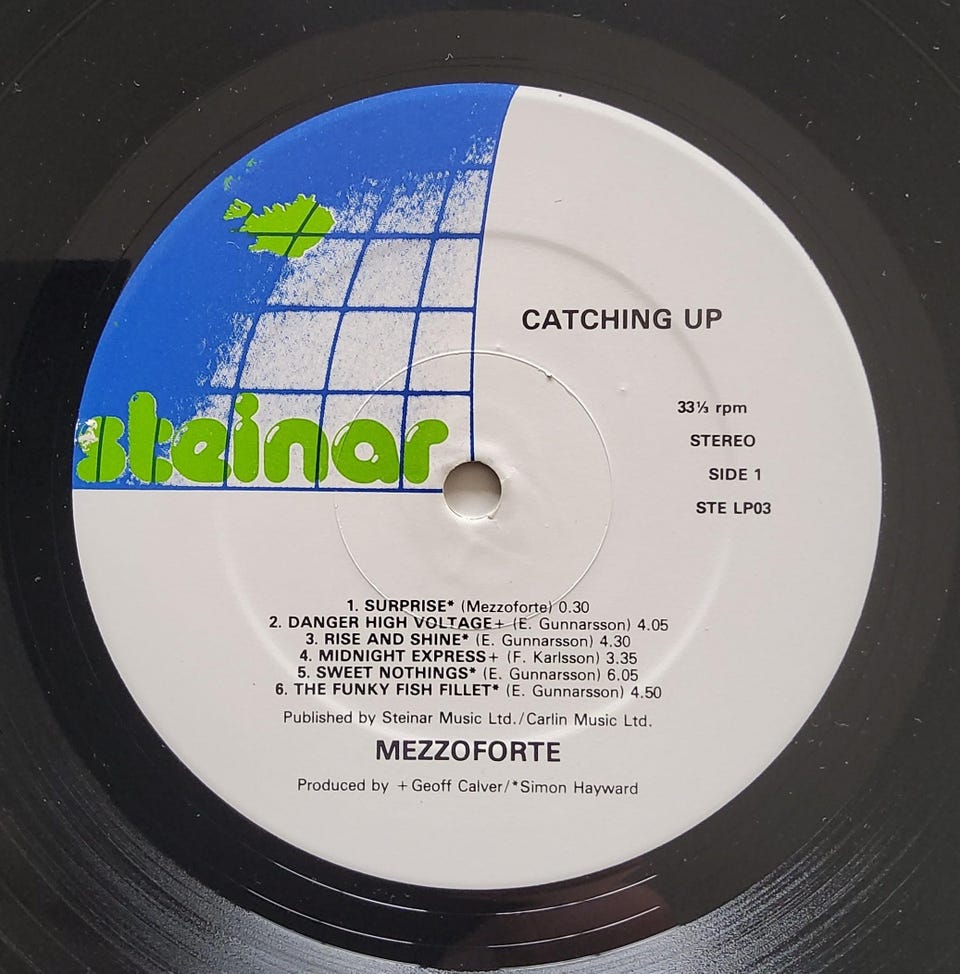 steinar
CATCHING UP
33⅓ rpm
STEREO
SIDE 1
STE LP03
1. SURPRISE* (Mezzoforte) 0.30
2. DANGER HIGH VOLTAGE+ (E. Gunnarsson) 4.05
3. RISE AND SHINE* (E. Gunnarsson) 4.30
4. MIDNIGHT EXPRESS+ (F. Karlsson) 3.35
5. SWEET NOTHINGS* (E. Gunnarsson) 6.05
6. THE FUNKY FISH FILLET* (E. Gunnarsson) 4.50
Published by Steinar Music Ltd./Carlin Music Ltd.
MEZZOFORTE
Produced by +Geoff Calver/*Simon Hayward